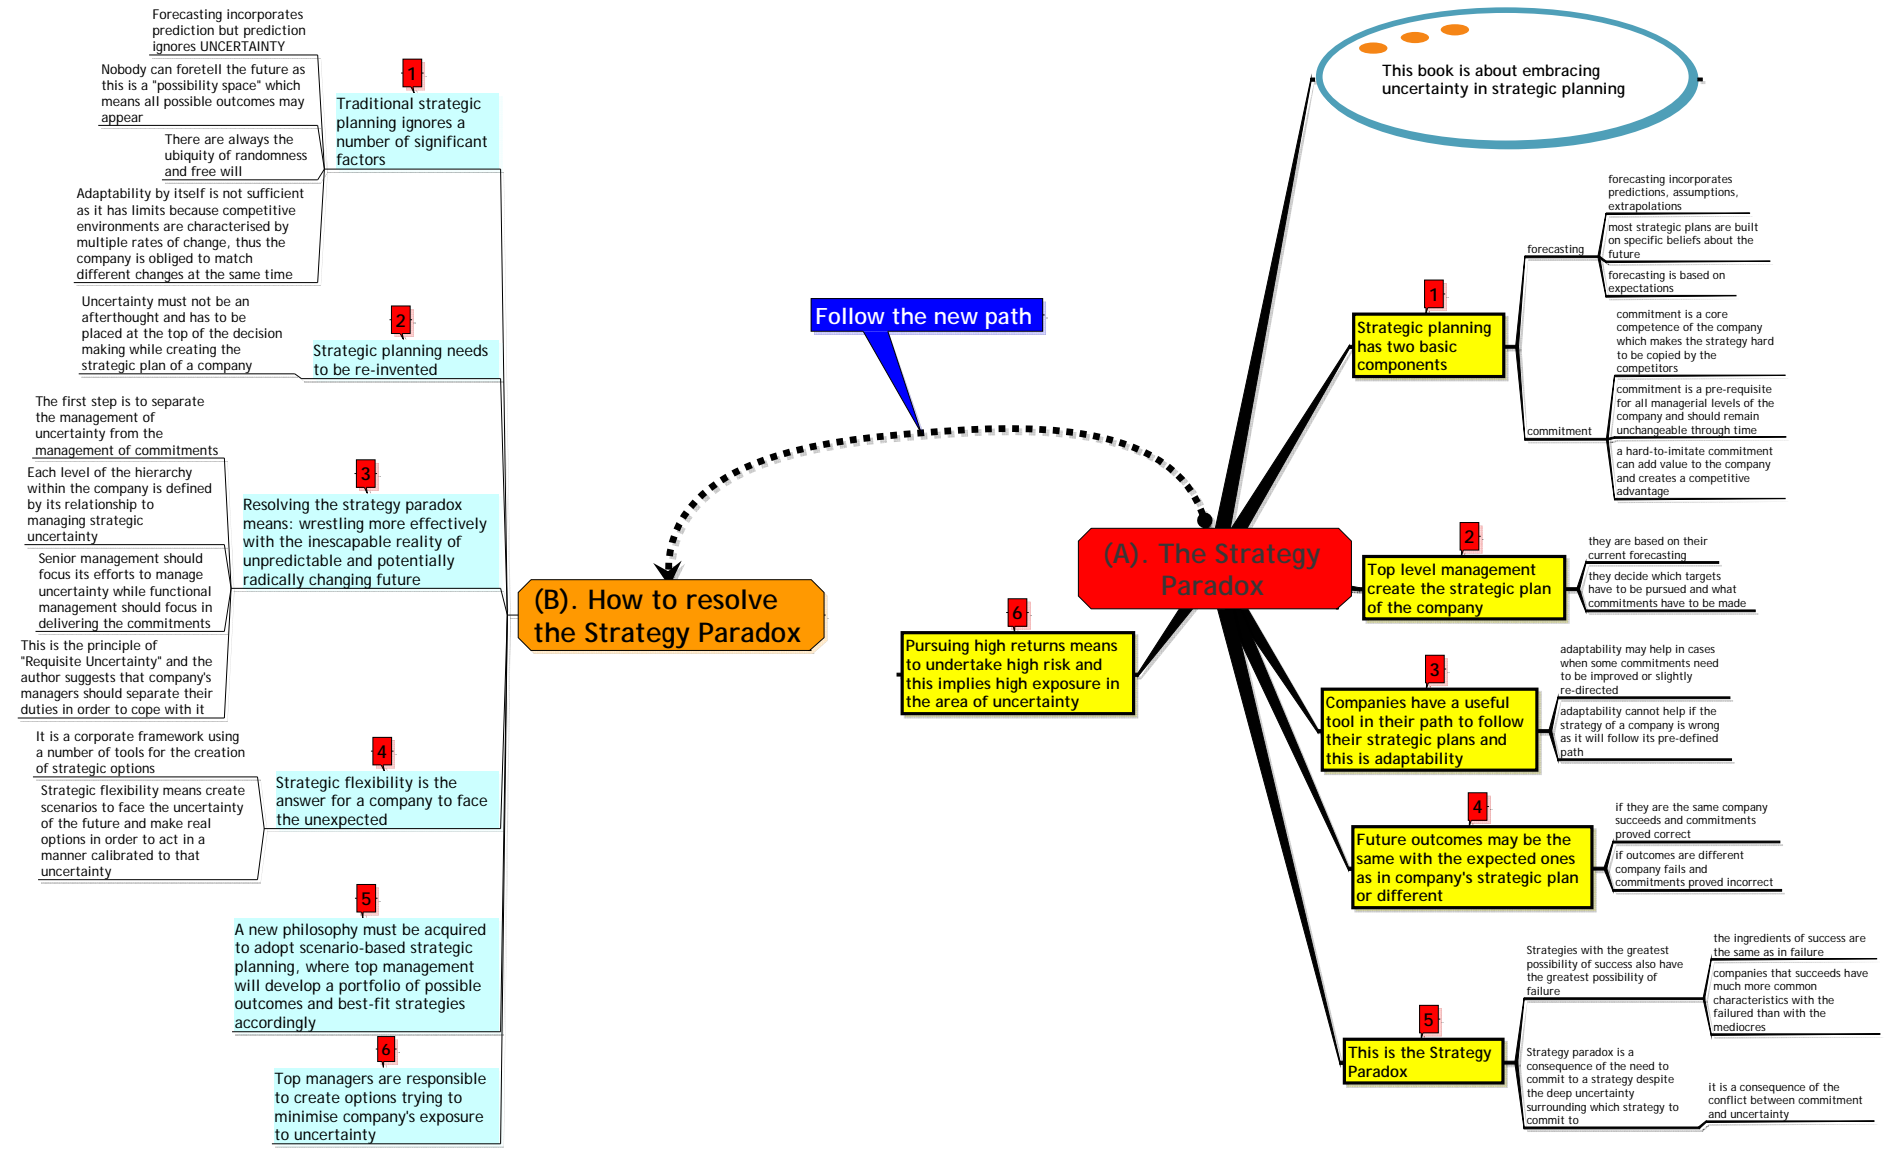 This book is about embracing
uncertainty in strategic planning
Follow the new path
(A). The Strategy
Paradox
1
Strategic planning
has two basic
components
forecasting
forecasting incorporates
predictions, assumptions,
extrapolations
most strategic plans are built
on specific beliefs about the
future
forecasting is based on
expectations
commitment
commitment is a core
competence of the company
which makes the strategy hard
to be copied by the
competitors
commitment is a pre-requisite
for all managerial levels of the
company and should remain
unchangeable through time
a hard-to-imitate commitment
can add value to the company
and creates a competitive
advantage
2
Top level management
create the strategic plan
of the company
they are based on their
current forecasting
they decide which targets
have to be pursued and what
commitments have to be made
3
Companies have a useful
tool in their path to follow
their strategic plans and
this is adaptability
adaptability may help in cases
when some commitments need
to be improved or slightly
re-directed
adaptability cannot help if the
strategy of a company is wrong
as it will follow its pre-defined
path
4
Future outcomes may be the
same with the expected ones
as in company's strategic plan
or different
if they are the same company
succeeds and commitments
proved correct
if outcomes are different
company fails and
commitments proved incorrect
5
This is the Strategy
Paradox
Strategies with the greatest
possibility of success also have
the greatest possibility of
failure
the ingredients of success are
the same as in failure
companies that succeeds have
much more common
characteristics with the
failured than with the
mediocres
Strategy paradox is a
consequence of the need to
commit to a strategy despite
the deep uncertainty
surrounding which strategy to
commit to
it is a consequence of the
conflict between commitment
and uncertainty
6
Pursuing high returns means
to undertake high risk and
this implies high exposure in
the area of uncertainty
(B). How to resolve
the Strategy Paradox
1
Traditional strategic
planning ignores a
number of significant
factors
Forecasting incorporates
prediction but prediction
ignores UNCERTAINTY
Nobody can foretell the future as
this is a "possibility space" which
means all possible outcomes may
appear
There are always the
ubiquity of randomness
and free will
Adaptability by itself is not sufficient
as it has limits because competitive
environments are characterised by
multiple rates of change, thus the
company is obliged to match
different changes at the same time
2
Strategic planning needs
to be re-invented
Uncertainty must not be an
afterthought and has to be
placed at the top of the decision
making while creating the
strategic plan of a company
3
Resolving the strategy paradox
means: wrestling more effectively
with the inescapable reality of
unpredictable and potentially
radically changing future
The first step is to separate
the management of
uncertainty from the
management of commitments
Each level of the hierarchy
within the company is defined
by its relationship to
managing strategic
uncertainty
Senior management should
focus its efforts to manage
uncertainty while functional
management should focus in
delivering the commitments
This is the principle of
"Requisite Uncertainty" and the
author suggests that company's
managers should separate their
duties in order to cope with it
4
Strategic flexibility is the
answer for a company to face
the unexpected
It is a corporate framework using
a number of tools for the creation
of strategic options
Strategic flexibility means create
scenarios to face the uncertainty
of the future and make real
options in order to act in a
manner calibrated to that
uncertainty
5
A new philosophy must be acquired
to adopt scenario-based strategic
planning, where top management
will develop a portfolio of possible
outcomes and best-fit strategies
accordingly
6
Top managers are responsible
to create options trying to
minimise company's exposure
to uncertainty